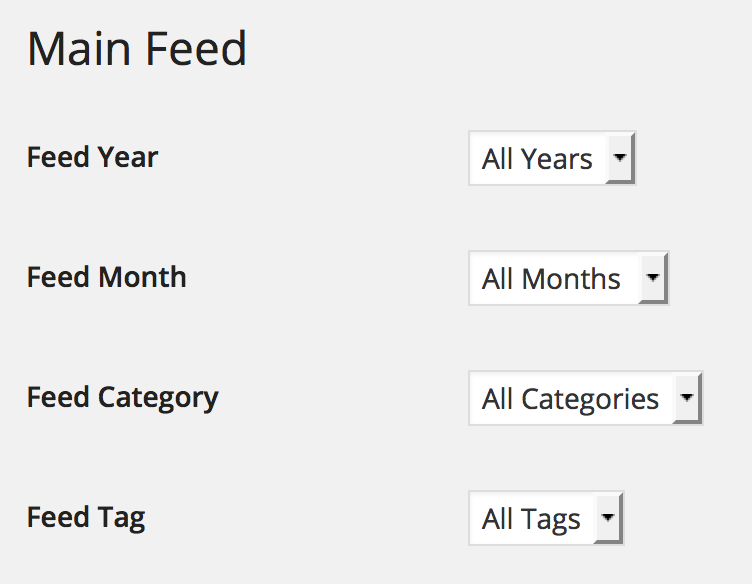 Main Feed
Feed Year All Years
Feed Month All Months
Feed Category All Categories
Feed Tag All Tags